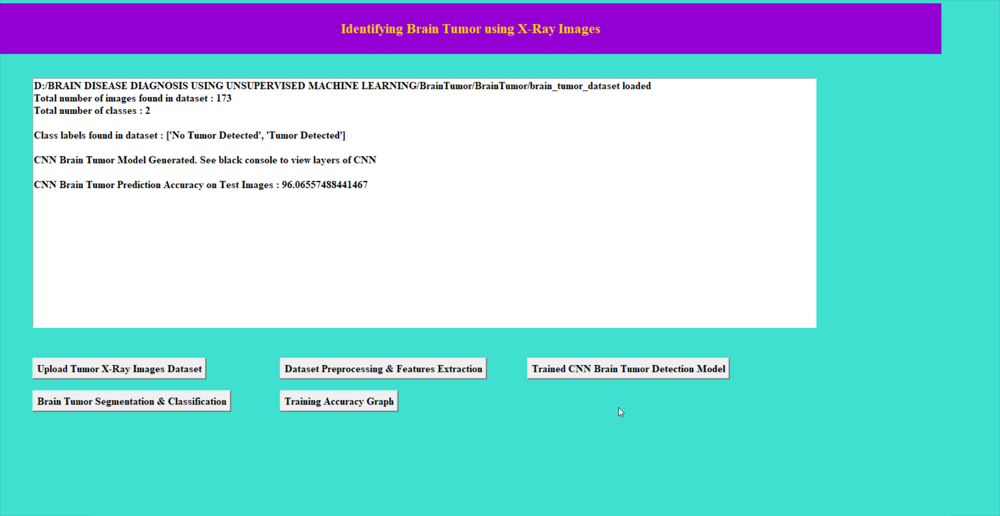 Identifying Brain Tumor using X-Ray Images
D:/BRAIN DISEASE DIAGNOSIS USING UNSUPERVISED MACHINE LEARNING/BrainTumor/BrainTumor/brain_tumor_dataset loaded
Total number of images found in dataset : 173
Total number of classes : 2
Class labels found in dataset : ['No Tumor Detected', 'Tumor Detected']
CNN Brain Tumor Model Generated. See black console to view layers of CNN
CNN Brain Tumor Prediction Accuracy on Test Images : 96.06557488441467
Upload Tumor X-Ray Images Dataset
Dataset Preprocessing & Features Extraction
Trained CNN Brain Tumor Detection Model
Brain Tumor Segmentation & Classification
Training Accuracy Graph